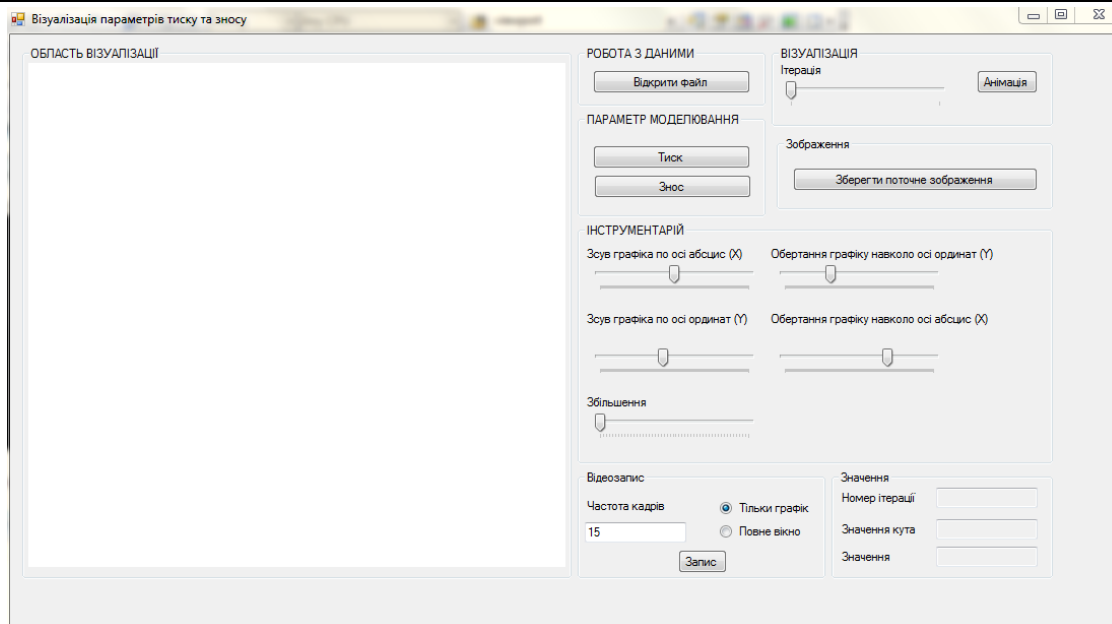 Візуалізація параметрів тиску та зносу
ОБЛАСТЬ ВІЗУАЛІЗАЦІЇ
РОБОТА З ДАНИМИ
Відкрити файл
ВІЗУАЛІЗАЦІЯ
Ітерація
Анімація
ПАРАМЕТР МОДЕЛЮВАННЯ
Тиск
Знос
Зображення
Зберегти поточне зображення
ІНСТРУМЕНТАРІЙ
Зсув графіка по осі абсцис (X)
Обертання графіку навколо осі ординат (Y)
Зсув графіка по осі ординат (Y)
Обертання графіку навколо осі абсцис (X)
Збільшення
Відеозапис
Частота кадрів
15
Тільки графік
Повне вікно
Запис
Значення
Номер ітерації
Значення кута
Значення